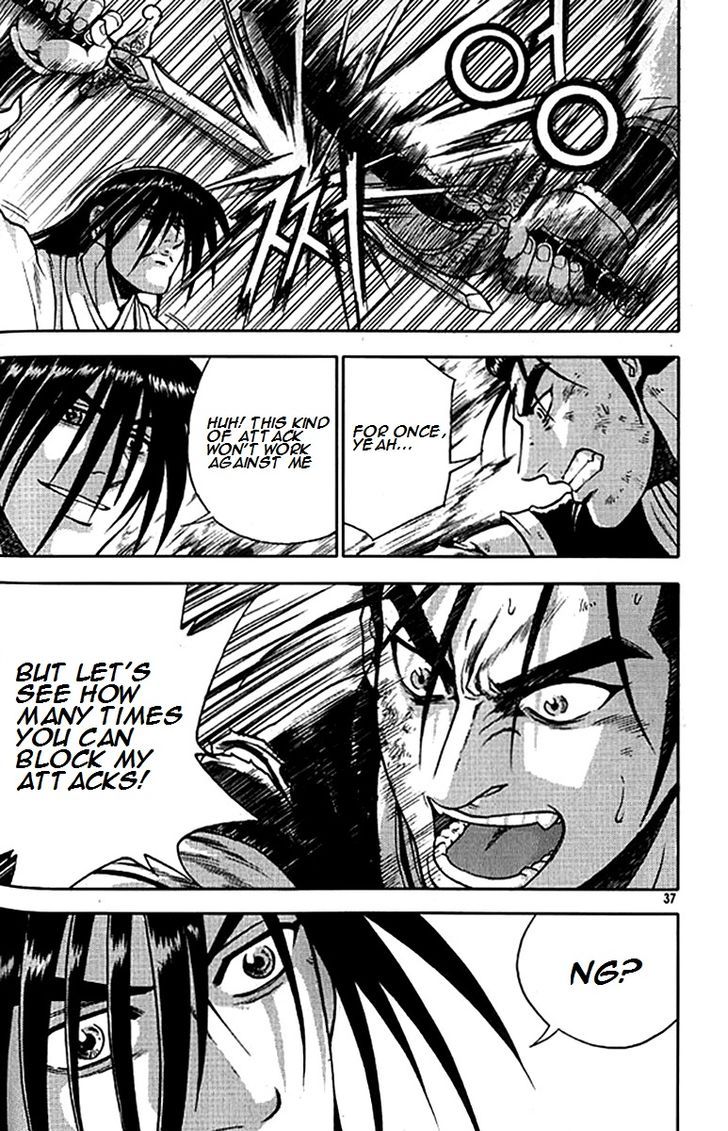 HUH! THIS KIND
OF ATTACK
WON'T WORK
AGAINST ME
FOR ONCE,
YEAH...
BUT LET'S
SEE HOW
MANY TIMES
YOU CAN
BLOCK MY
ATTACKS!
37
NG?